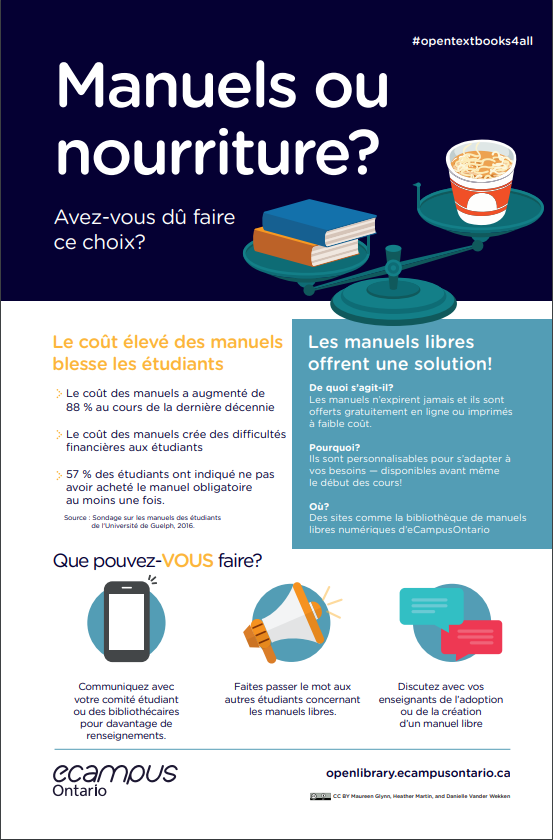 #opentextbooks4all
Manuels ou
nourriture?
Avez-vous dû faire
ce choix?
Le coût élevé des manuels
blesse les étudiants
Le coût des manuels a augmenté de
88 % au cours de la dernière décennie
Le coût des manuels crée des difficultés
financières aux étudiants
57 % des étudiants ont indiqué ne pas
avoir acheté le manuel obligatoire
au moins une fois.
Source : Sondage sur les manuels des étudiants
de l'Université de Guelph, 2016.
Les manuels libres
offrent une solution!
De quoi s'agit-il?
Les manuels n'expirent jamais et ils sont
offerts gratuitement en ligne ou imprimés
à faible coût.
Pourquoi?
Ils sont personnalisables pour s'adapter à
vos besoins — disponibles avant même
le début des cours!
Où?
Des sites comme la bibliothèque de manuels
libres numériques d'eCampusOntario
Que pouvez-VOUS faire?
Communiquez avec
votre comité étudiant
ou des bibliothécaires
pour davantage de
renseignements.
Faites passer le mot aux
autres étudiants concernant
les manuels libres.
Discutez avec vos
enseignants de l'adoption
ou de la création
d'un manuel libre
ecampus
Ontario
openlibrary.ecampusontario.ca
CC BY Maureen Glynn, Heather Martin, and Danielle Vander Wekken